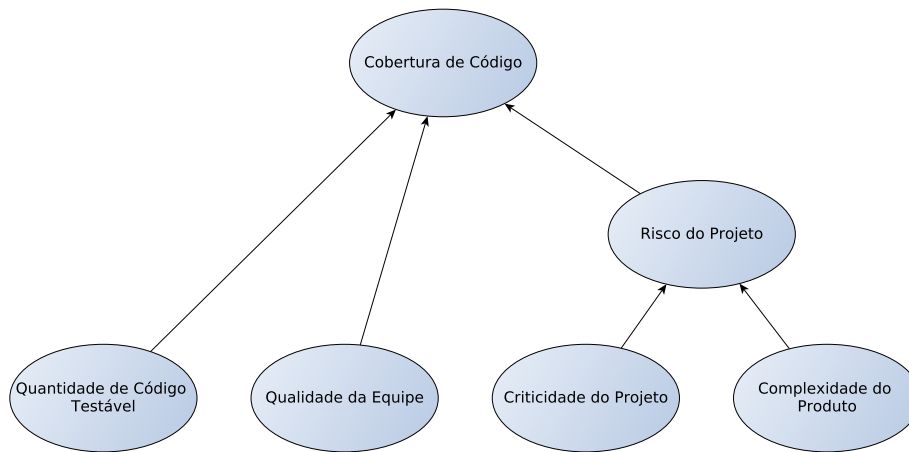 Cobertura de Código
Risco do Projeto
Quantidade de Código
Testável
Qualidade da Equipe
Criticidade do Projeto
Complexidade do
Produto